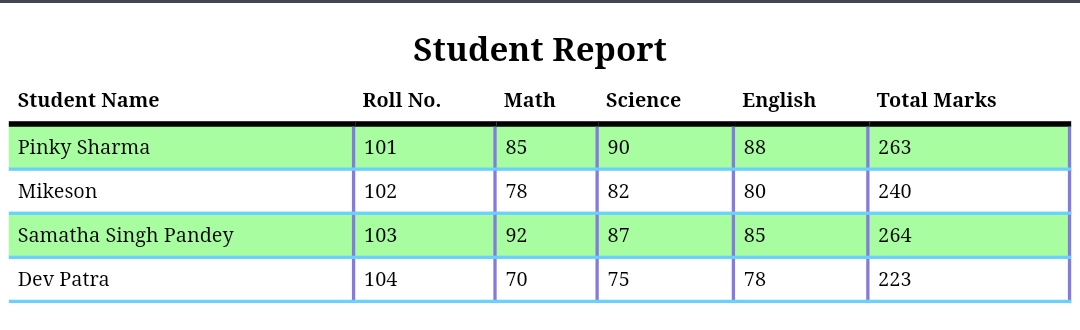 Student Report
Student Name Roll No. Math Science English Total Marks
Pinky Sharma 101 85 90 88 263
Mikeson 102 78 82 80 240
Samatha Singh Pandey 103 92 87 85 264
Dev Patra 104 70 75 78 223